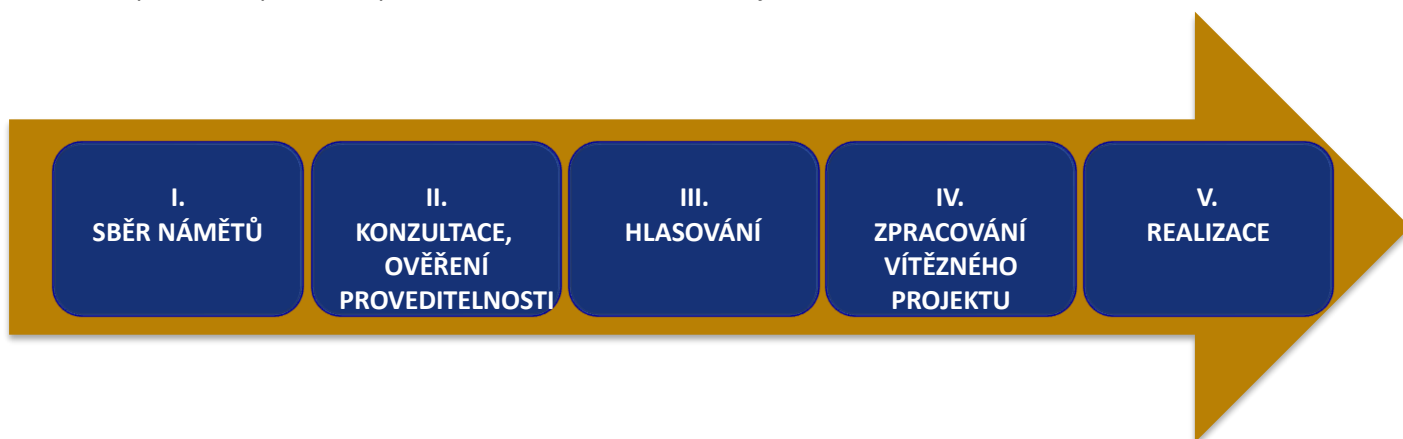 I.
SBĚR NÁMĚTŮ
II.
KONZULTACE,
OVĚŘENÍ
PROVEDITELNOSTI
III.
HLASOVÁNÍ
IV.
ZPRACOVÁNÍ
VÍTĚZNÉHO
PROJEKTU
V.
REALIZACE